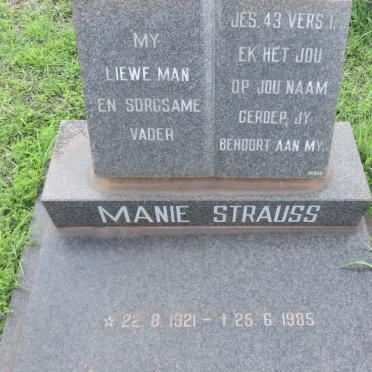 MY
LIEWE MAN
EN SORGSAME
VADER
JES. 43 VERS 1.
EK HET JOU
OP JOU NAAM
GEROEP, JY
BEHOORT AAN MY.
MANIE STRAUSS
☆ 22. 8. 1921 – † 25. 6. 1985